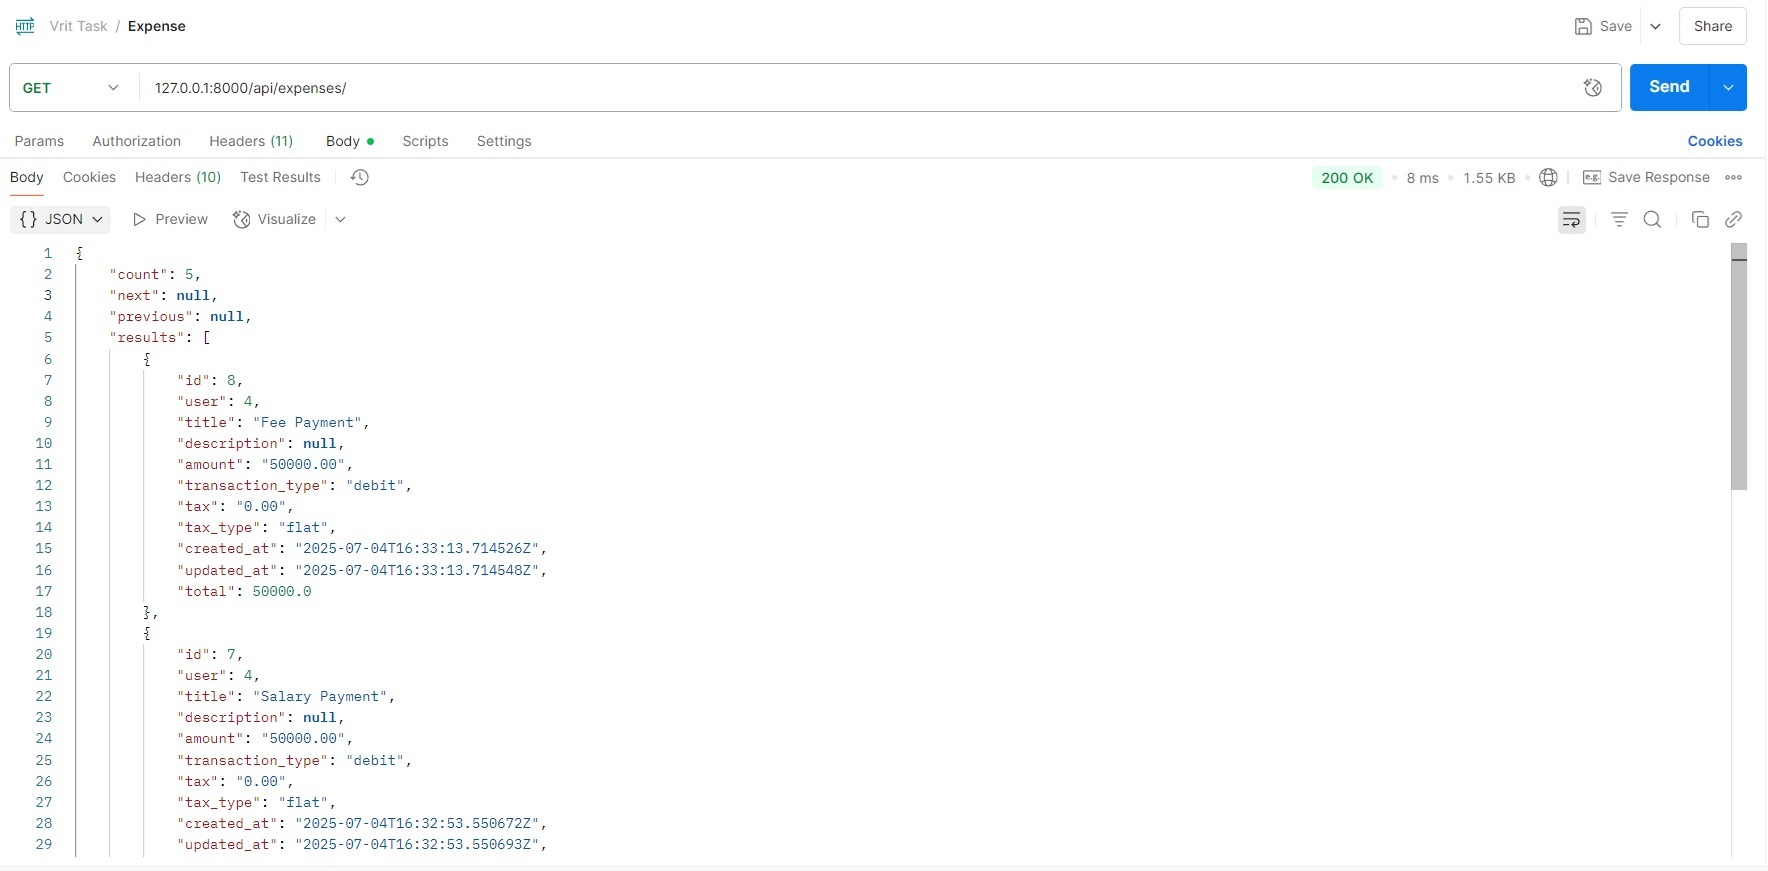 HTTP Vrit Task / Expense Save Share
GET 127.0.0.1:8000/api/expenses/ Send
Params Authorization Headers (11) Body Scripts Settings Cookies
Body Cookies Headers (10) Test Results 200 OK 8 ms 1.55 KB e.g. Save Response
{} JSON Preview Visualize
1 {
2 "count": 5,
3 "next": null,
4 "previous": null,
5 "results": [
6 {
7 "id": 8,
8 "user": 4,
9 "title": "Fee Payment",
10 "description": null,
11 "amount": "50000.00",
12 "transaction_type": "debit",
13 "tax": "0.00",
14 "tax_type": "flat",
15 "created_at": "2025-07-04T16:33:13.714526Z",
16 "updated_at": "2025-07-04T16:33:13.714548Z",
17 "total": 50000.0
18 },
19 {
20 "id": 7,
21 "user": 4,
22 "title": "Salary Payment",
23 "description": null,
24 "amount": "50000.00",
25 "transaction_type": "debit",
26 "tax": "0.00",
27 "tax_type": "flat",
28 "created_at": "2025-07-04T16:32:53.550672Z",
29 "updated_at": "2025-07-04T16:32:53.550693Z",